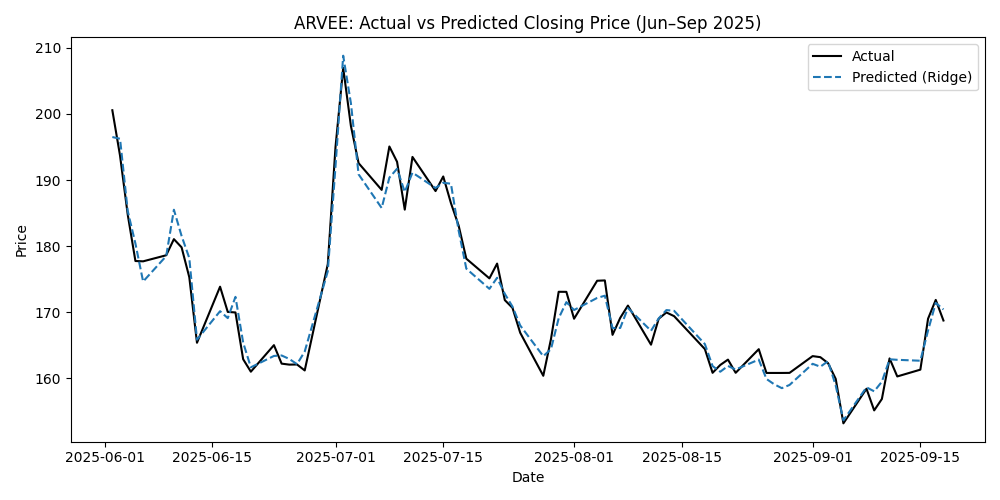 ARVEE: Actual vs Predicted Closing Price (Jun–Sep 2025)
Actual
Predicted (Ridge)
Price
210
200
190
180
170
160
2025-06-01 2025-06-15 2025-07-01 2025-07-15 2025-08-01 2025-08-15 2025-09-01 2025-09-15
Date